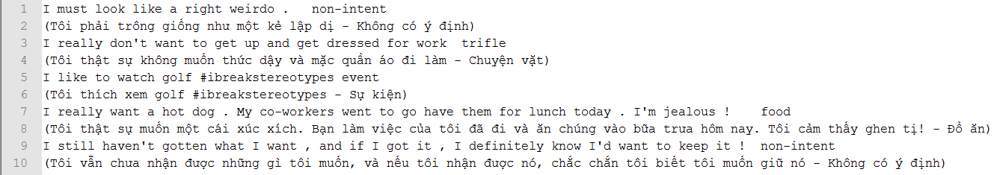 1 I must look like a right weirdo . non-intent
2 (Tôi phải trông giống như một kẻ lập dị - Không có ý định)
3 I really don't want to get up and get dressed for work trifle
4 (Tôi thật sự không muốn thức dậy và mặc quần áo đi làm - Chuyện vặt)
5 I like to watch golf #ibreakstereotypes event
6 (Tôi thích xem golf #ibreakstereotypes - Sự kiện)
7 I really want a hot dog . My co-workers went to go have them for lunch today . I'm jealous ! food
8 (Tôi thật sự muốn một cái xúc xích. Bạn làm việc của tôi đã đi và ăn chúng vào bữa trưa hôm nay. Tôi cảm thấy ghen tị! - Đồ ăn)
9 I still haven't gotten what I want , and if I got it , I definitely know I'd want to keep it ! non-intent
10 (Tôi vẫn chưa nhận được những gì tôi muốn, và nếu tôi nhận được nó, chắc chắn tôi biết tôi muốn giữ nó - Không có ý định)